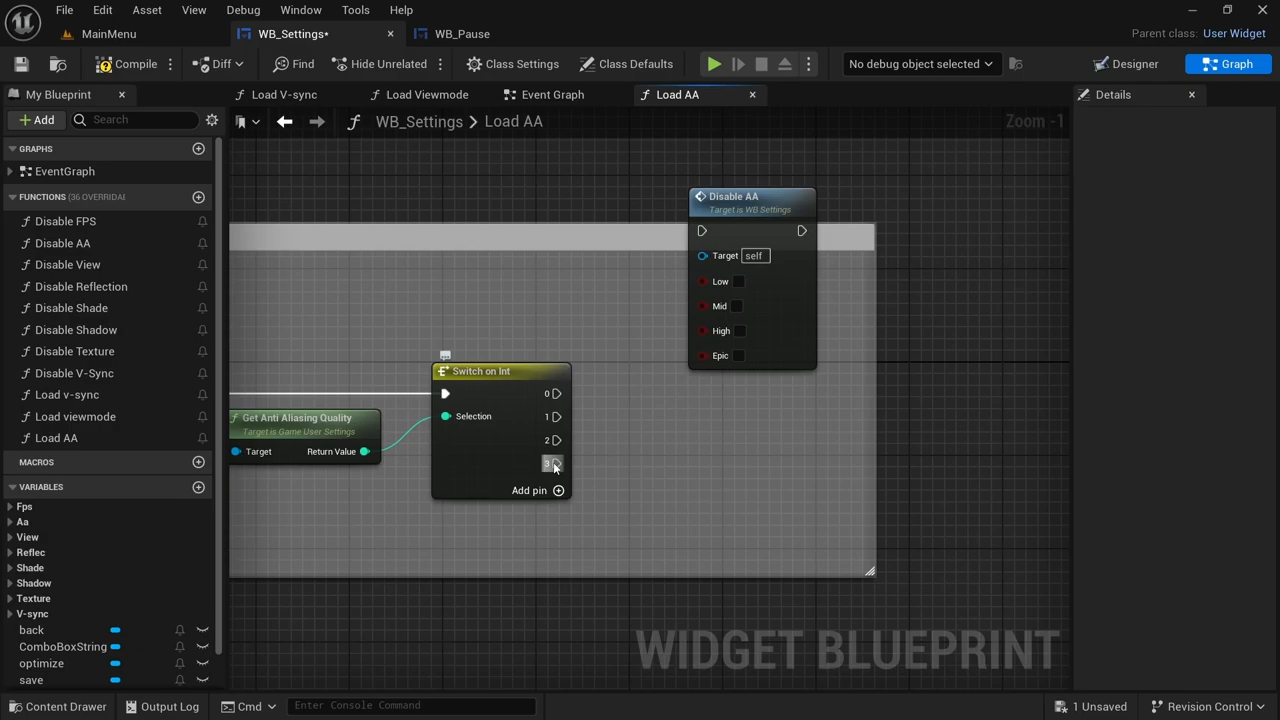 File Edit Asset View Debug Window Tools Help
MainMenu
WB_Settings*
WB_Pause
Parent class: User Widget
Compile
Diff
Find
Hide Unrelated
Class Settings
Class Defaults
No debug object selected
Designer
Graph
My Blueprint
Load V-sync
Load Viewmode
Event Graph
Load AA
Details
Add
Search
WB_Settings > Load AA
Zoom -1
GRAPHS
EventGraph
FUNCTIONS (36 OVERRIDAI
Disable FPS
Disable AA
Disable View
Disable Reflection
Disable Shade
Disable Shadow
Disable Texture
Disable V-Sync
Load v-sync
Load viewmode
Load AA
MACROS
VARIABLES
Fps
Aa
View
Reflec
Shade
Shadow
Texture
V-sync
back
ComboBoxString
optimize
save
Get Anti Aliasing Quality
Target is Game User Settings
Target
Return Value
Switch on Int
0
Selection
1
2
3
Add pin
Disable AA
Target is WB Settings
Target self
Low
Mid
High
Epic
WIDGET BLUEPRINT
Content Drawer
Output Log
Cmd
Enter Console Command
1 Unsaved
Revision Control